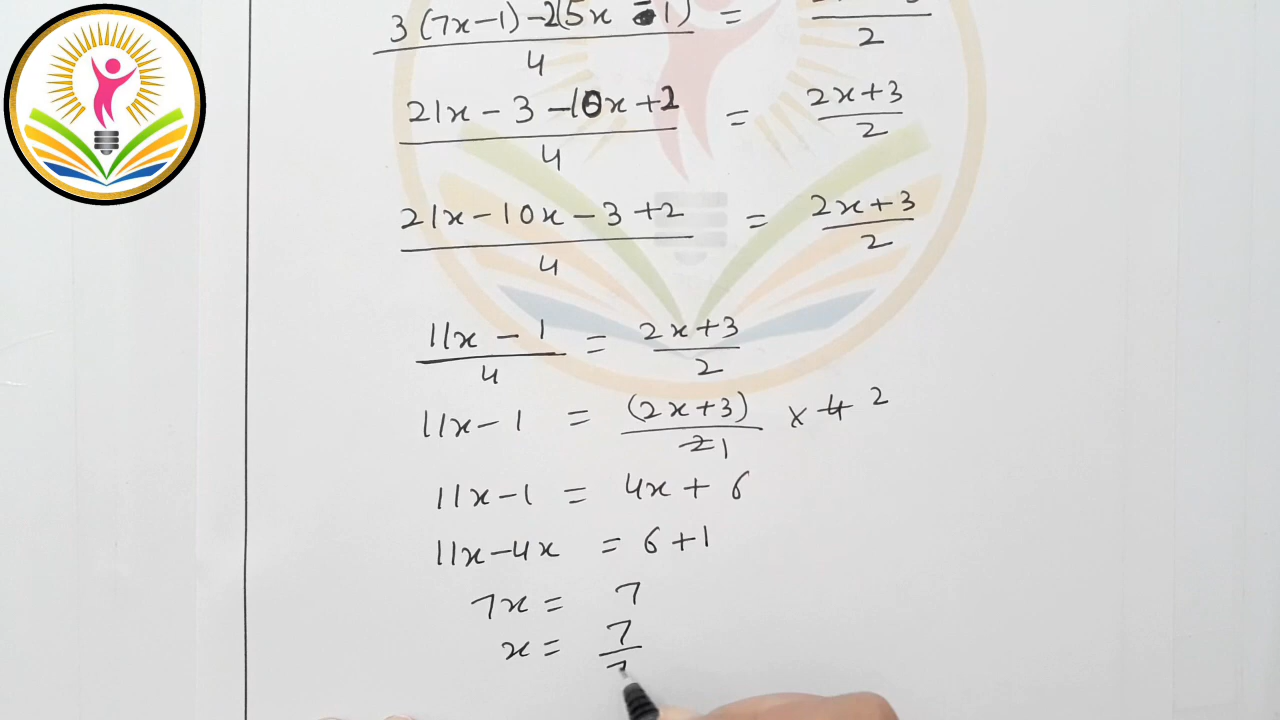 3(7x-1)-2(5x-1) / 4 = / 2
21x - 3 - 10x + 2 / 4 = 2x+3 / 2
21x - 10x - 3 + 2 / 4 = 2x+3 / 2
11x - 1 / 4 = 2x+3 / 2
11x - 1 = (2x+3) / 2 1 × 4 2
11x - 1 = 4x + 6
11x - 4x = 6 + 1
7x = 7
x = 7 /